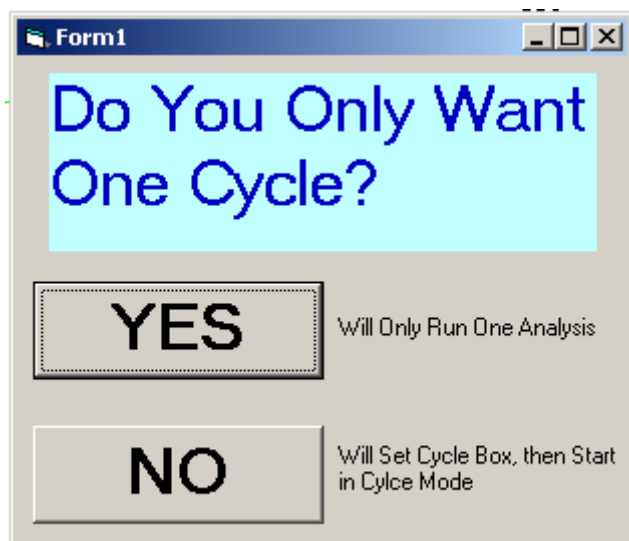 Form1
Do You Only Want
One Cycle?
YES
Will Only Run One Analysis
NO
Will Set Cycle Box, then Start
in Cylce Mode